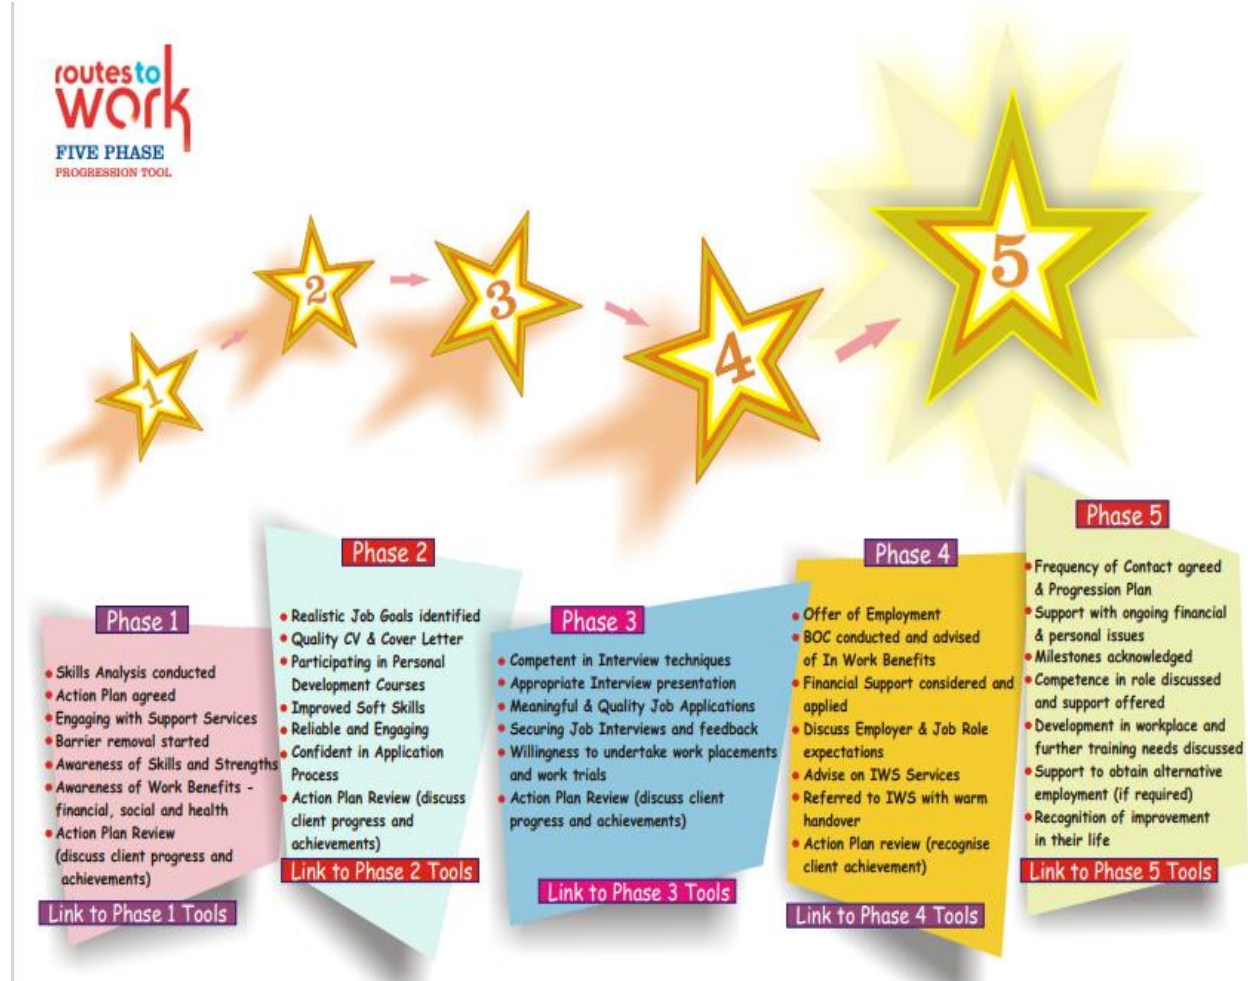 routes to
work
FIVE PHASE
PROGRESSION TOOL
1
2
3
4
5
Phase 1
Skills Analysis conducted
Action Plan agreed
Engaging with Support Services
Barrier removal started
Awareness of Skills and Strengths
Awareness of Work Benefits -
financial, social and health
Action Plan Review
(discuss client progress and
achievements)
Link to Phase 1 Tools
Phase 2
Realistic Job Goals identified
Quality CV & Cover Letter
Participating in Personal
Development Courses
Improved Soft Skills
Reliable and Engaging
Confident in Application
Process
Action Plan Review (discuss
client progress and
achievements)
Link to Phase 2 Tools
Phase 3
Competent in Interview techniques
Appropriate Interview presentation
Meaningful & Quality Job Applications
Securing Job Interviews and feedback
Willingness to undertake work placements
and work trials
Action Plan Review (discuss client
progress and achievements)
Link to Phase 3 Tools
Phase 4
Offer of Employment
BOC conducted and advised
of In Work Benefits
Financial Support considered and
applied
Discuss Employer & Job Role
expectations
Advise on IWS Services
Referred to IWS with warm
handover
Action Plan review (recognise
client achievement)
Link to Phase 4 Tools
Phase 5
Frequency of Contact agreed
& Progression Plan
Support with ongoing financial
& personal issues
Milestones acknowledged
Competence in role discussed
and support offered
Development in workplace and
further training needs discussed
Support to obtain alternative
employment (if required)
Recognition of improvement
in their life
Link to Phase 5 Tools